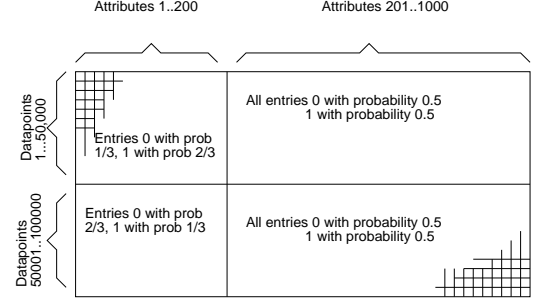 Attributes 1..200
Attributes 201..1000
Datapoints
1...50,000
Entries 0 with prob
1/3, 1 with prob 2/3
All entries 0 with probability 0.5
1 with probability 0.5
Datapoints
50001..100000
Entries 0 with prob
2/3, 1 with prob 1/3
All entries 0 with probability 0.5
1 with probability 0.5